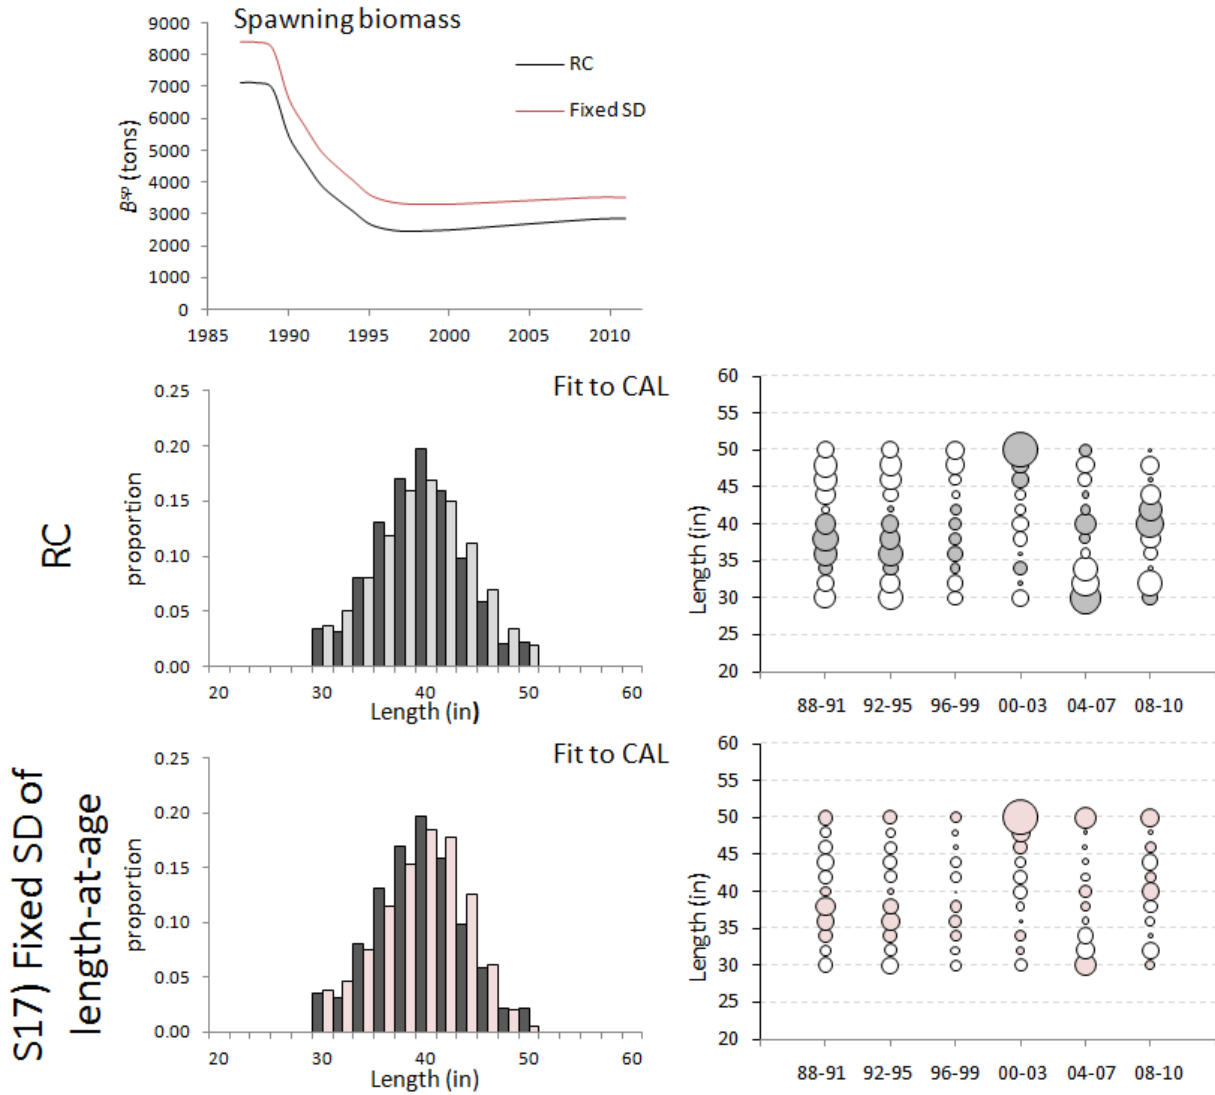 Spawning biomass
9000
8000
7000
6000
5000
4000
3000
2000
1000
0
Bˢᵖ (tons)
RC
Fixed SD
1985 1990 1995 2000 2005 2010
RC
Fit to CAL
0.25
0.20
0.15
0.10
0.05
0.00
proportion
20 30 40 50 60
Length (in)
60
55
50
45
40
35
30
25
20
Length (in)
88-91 92-95 96-99 00-03 04-07 08-10
S17) Fixed SD of
length-at-age
Fit to CAL
0.25
0.20
0.15
0.10
0.05
0.00
proportion
20 30 40 50 60
Length (in)
60
55
50
45
40
35
30
25
20
Length (in)
88-91 92-95 96-99 00-03 04-07 08-10